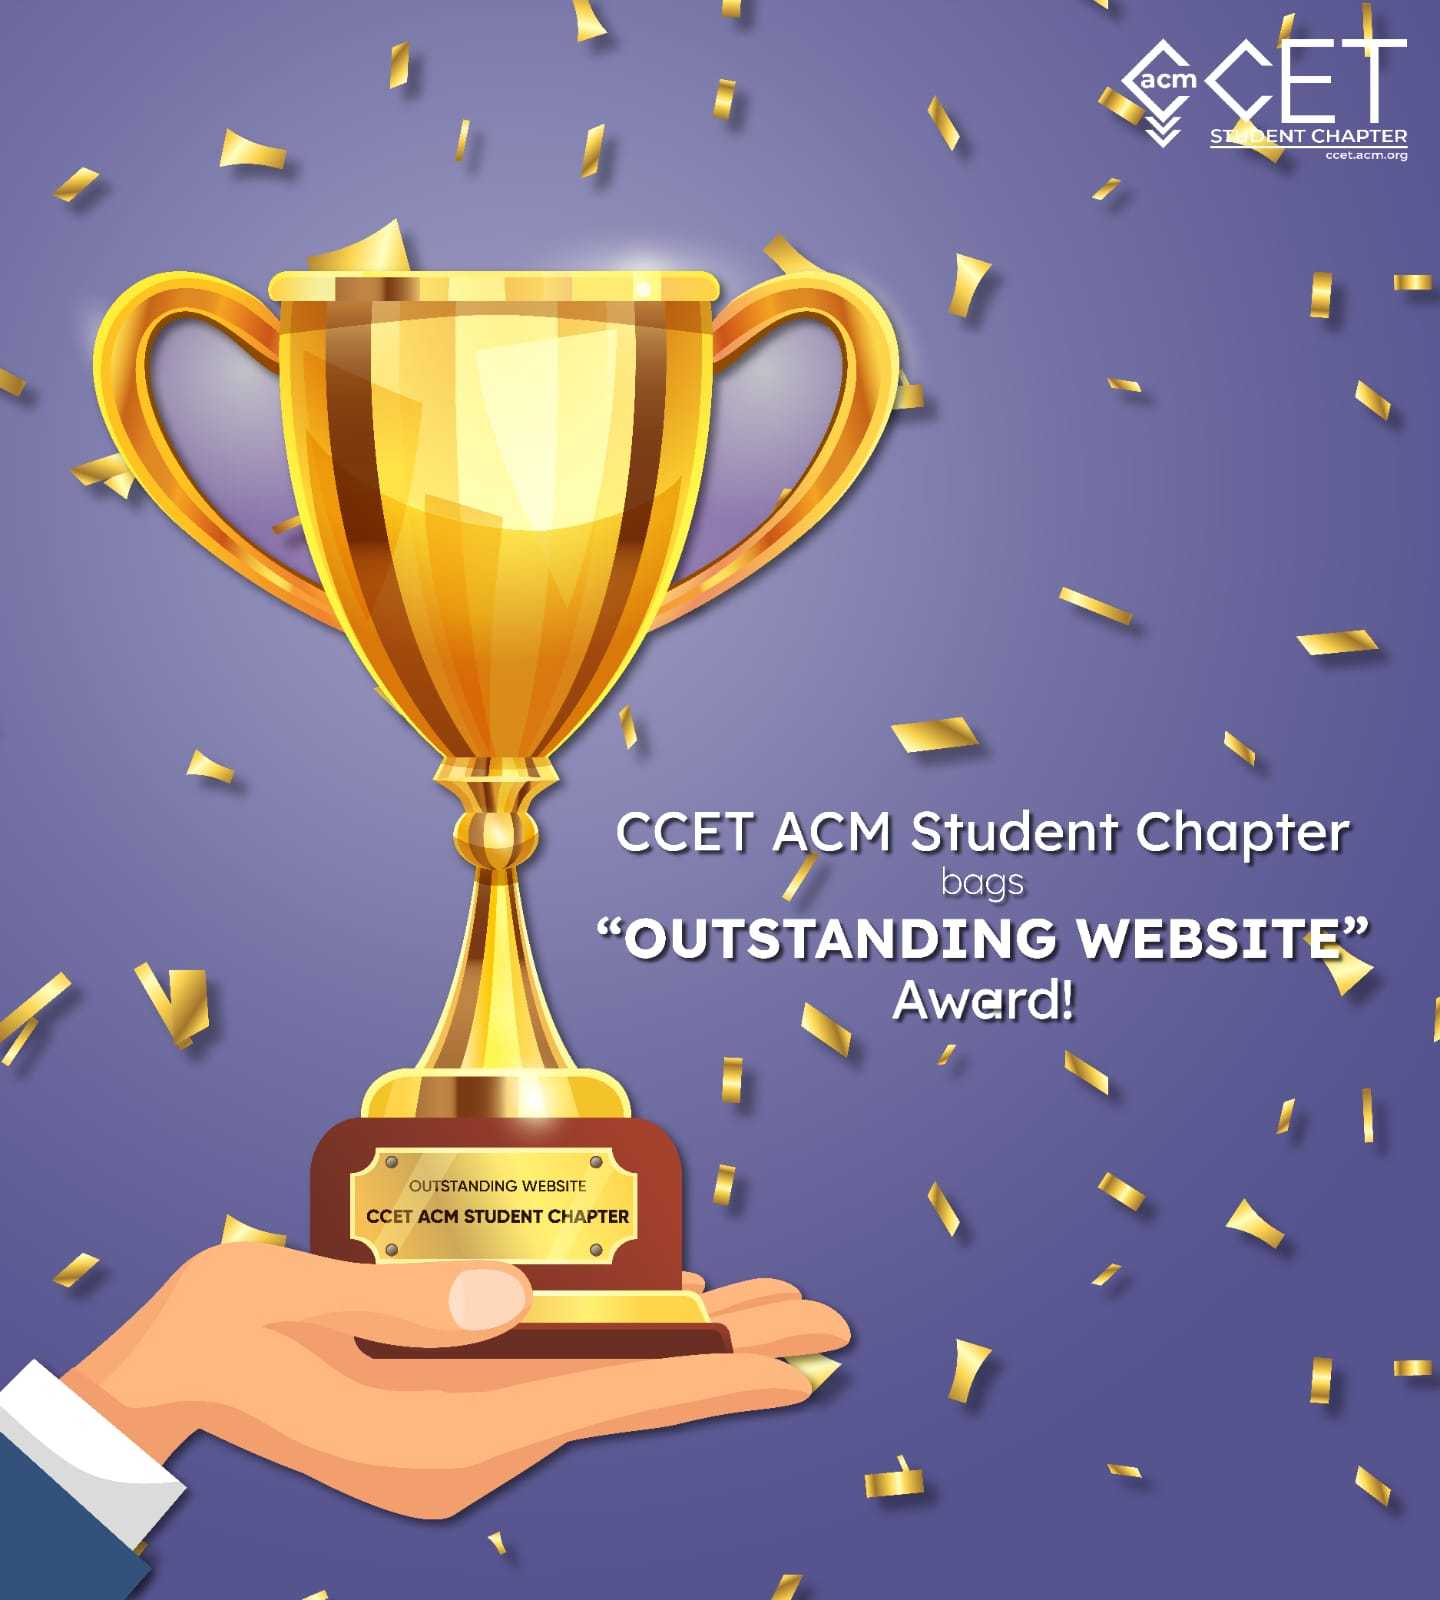 acm CCET
STUDENT CHAPTER
ccet.acm.org
CCET ACM Student Chapter
bags
“OUTSTANDING WEBSITE”
Award!
OUTSTANDING WEBSITE
CCET ACM STUDENT CHAPTER